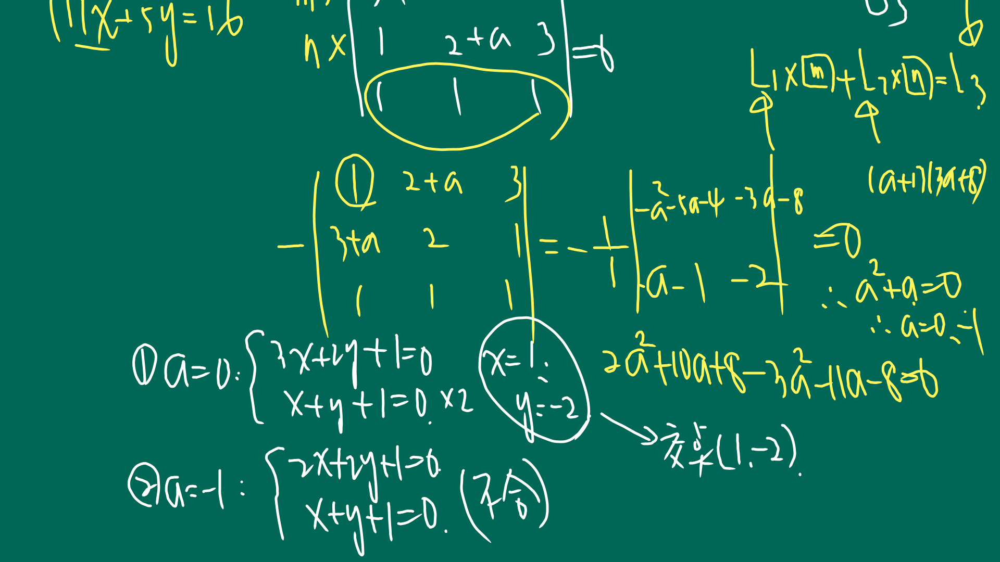 11x+5y=16
n× | 1 2+a 3 | =0
1 1 1
L₁×(m)+L₂×(n)=L₃.
(a+1)(3a+8)
- | 1 2+a 3 |
| 3+a 2 1 |
| 1 1 1 |
= - 1/1 | -a²-5a-4 -3a-8 |
| -a-1 -2 | =0
∴ a²+a=0.
∴ a=0,-1
2a²+10a+8-3a²-11a-8=0
① a=0: { 3x+2y+1=0
x+y+1=0. ×2
x=1,
y=-2
交点(1,-2).
② a=-1: { 2x+2y+1=0.
x+y+1=0.